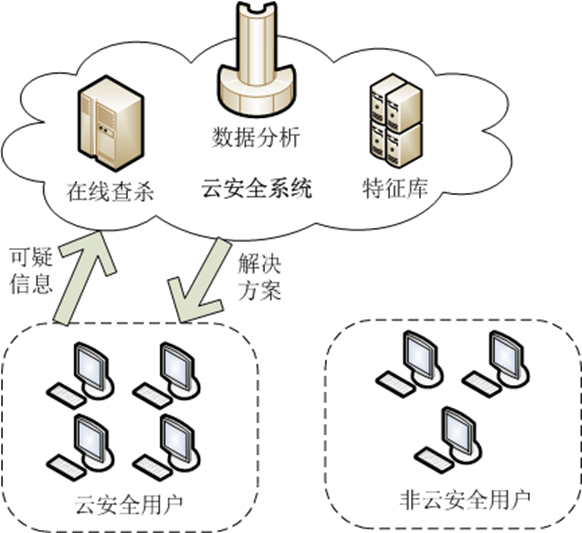 数据分析
在线查杀
云安全系统
特征库
可疑
信息
解决
方案
云安全用户
非云安全用户